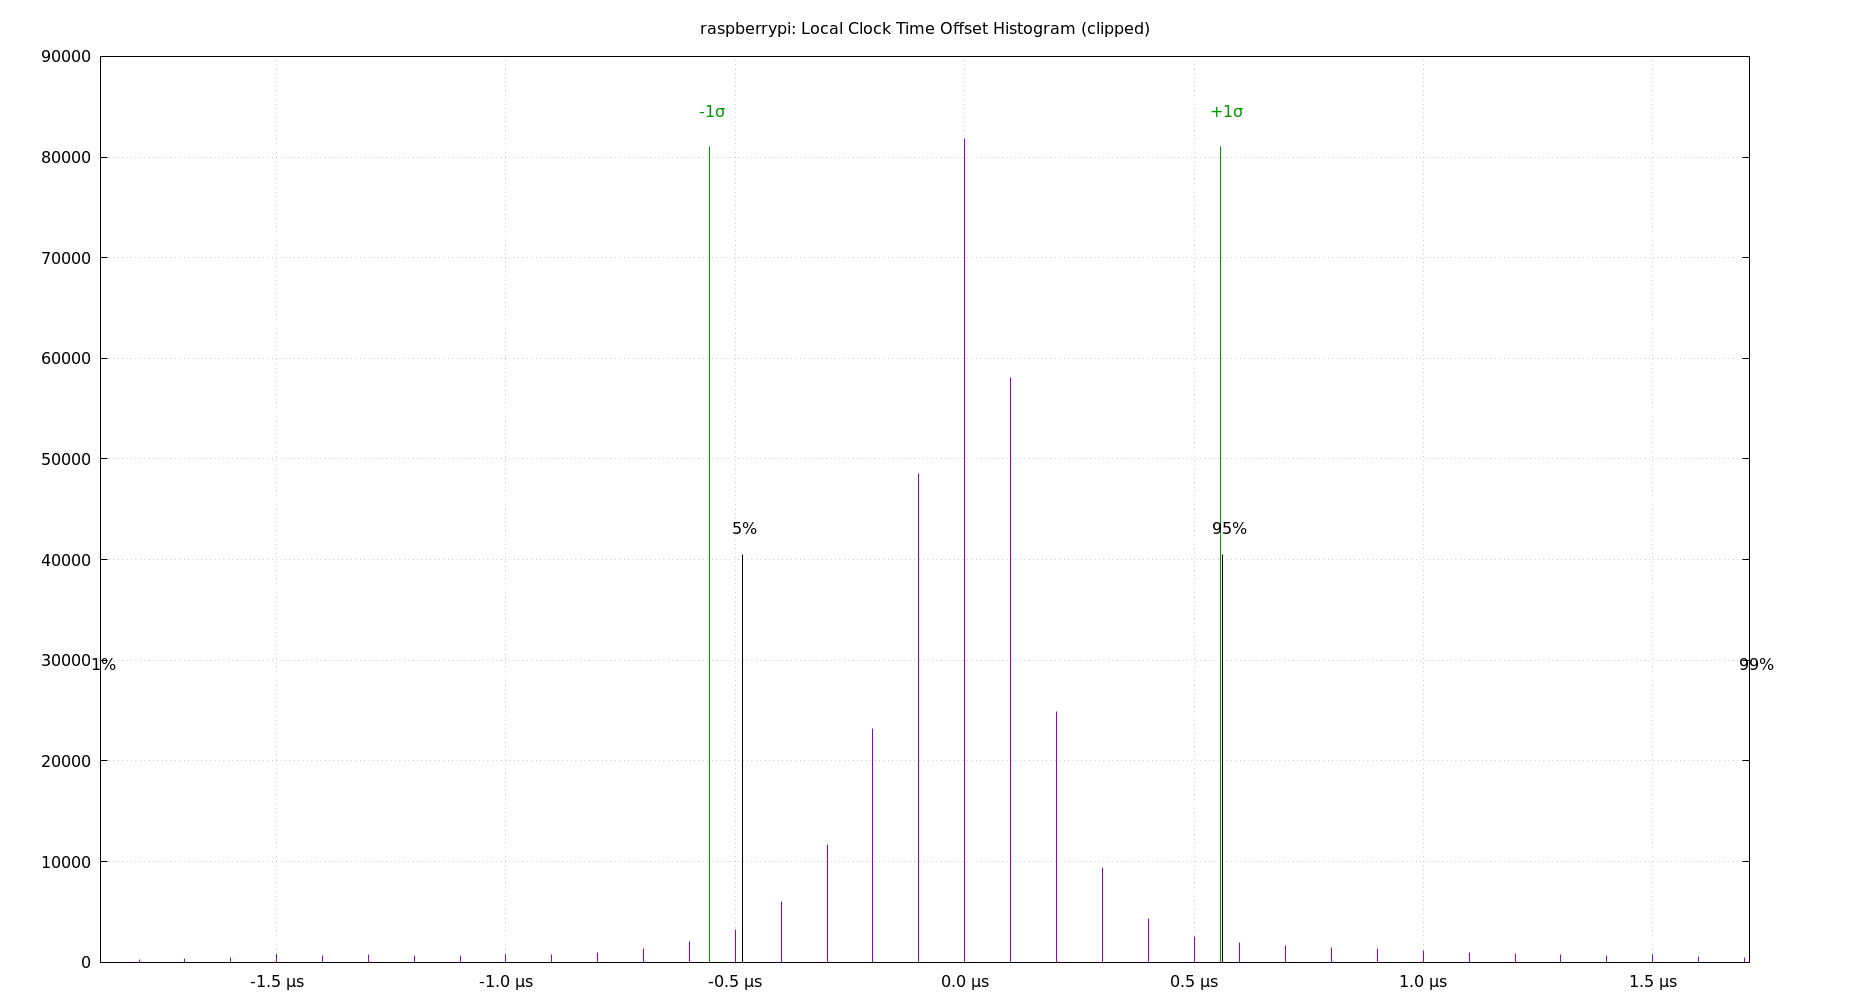 raspberrypi: Local Clock Time Offset Histogram (clipped)
90000
-1σ
+1σ
80000
70000
60000
50000
5%
95%
40000
30000
1%
99%
20000
10000
0
-1.5 µs
-1.0 µs
-0.5 µs
0.0 µs
0.5 µs
1.0 µs
1.5 µs